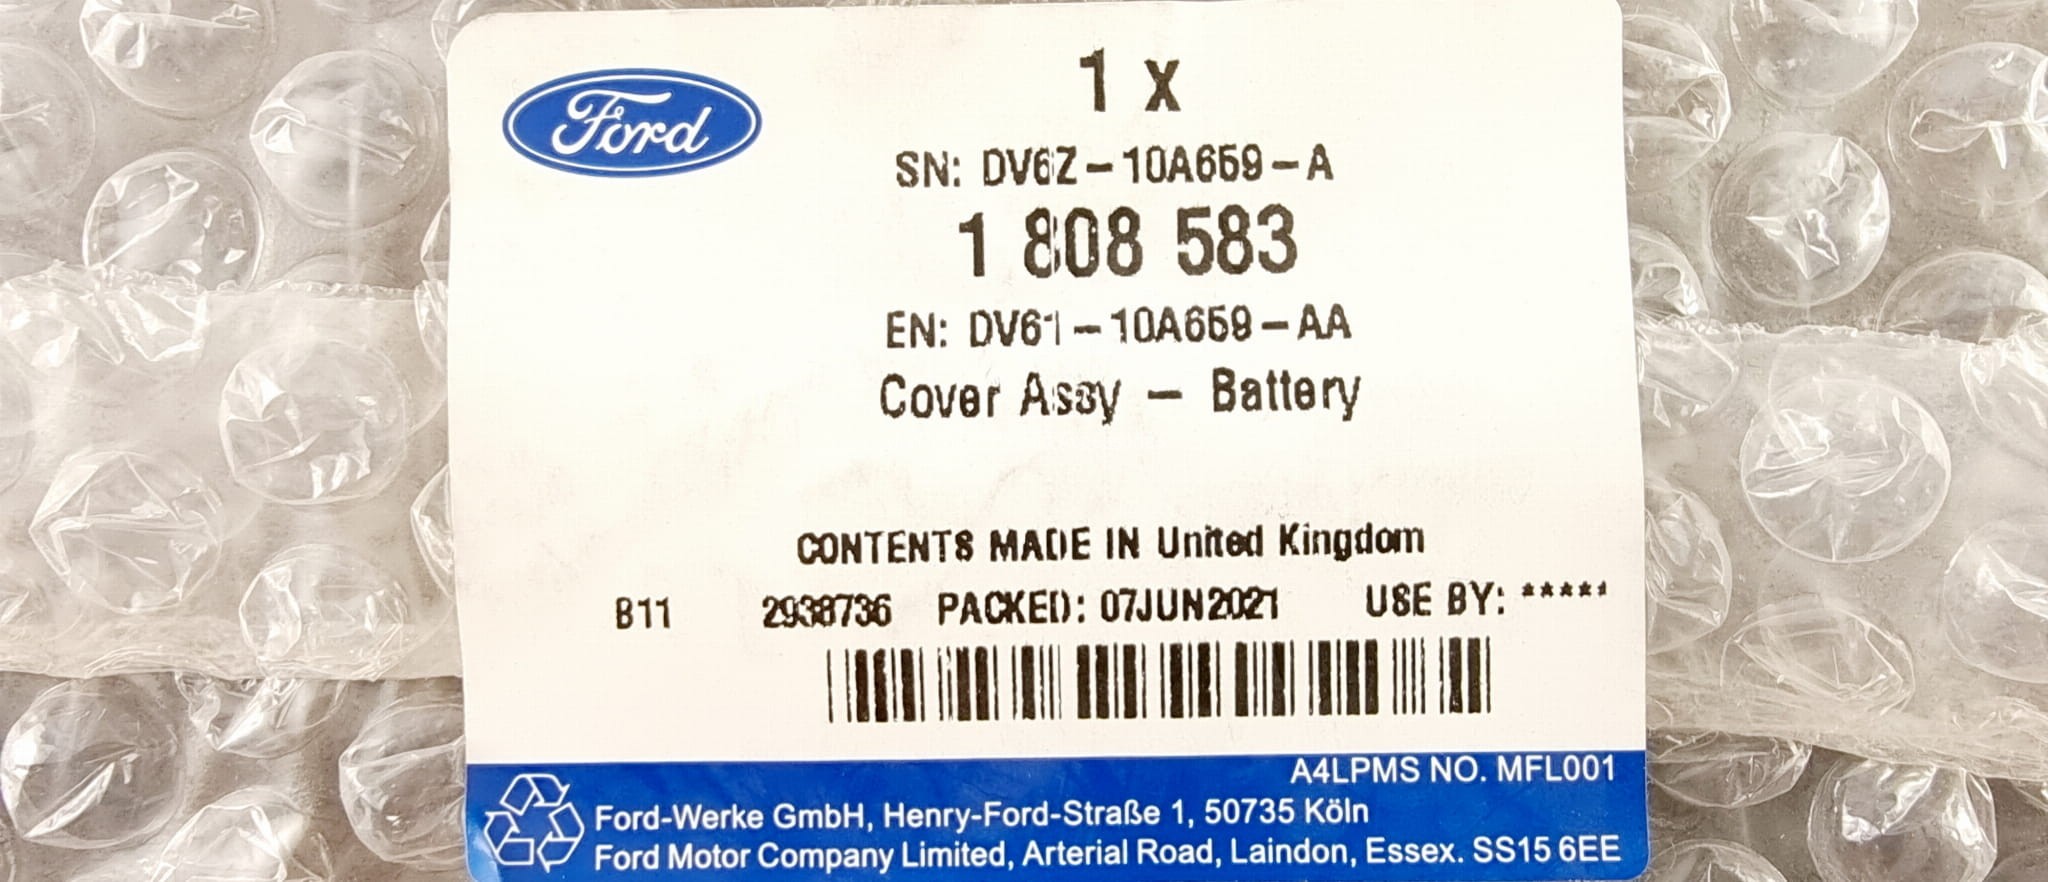 Ford
1 x
SN: DV6Z-10A659-A
1 808 583
EN: DV61-10A659-AA
Cover Assy - Battery
CONTENTS MADE IN United Kingdom
B11 2938736 PACKED: 07JUN2021 USE BY: *****
A4LPMS NO. MFL001
Ford-Werke GmbH, Henry-Ford-Straße 1, 50735 Köln
Ford Motor Company Limited, Arterial Road, Laindon, Essex. SS15 6EE